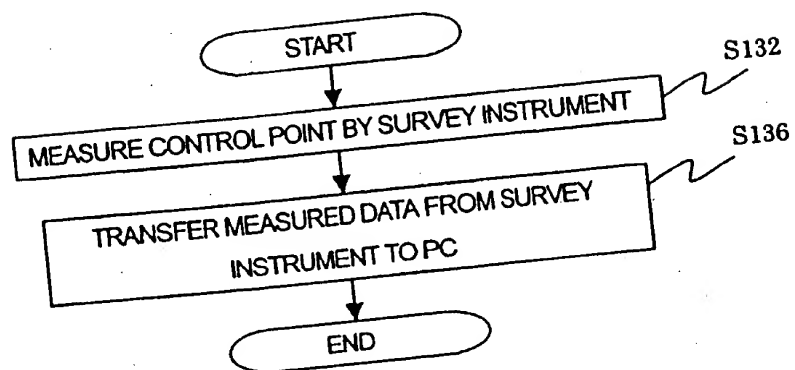 START
S132
MEASURE CONTROL POINT BY SURVEY INSTRUMENT
S136
TRANSFER MEASURED DATA FROM SURVEY
INSTRUMENT TO PC
END